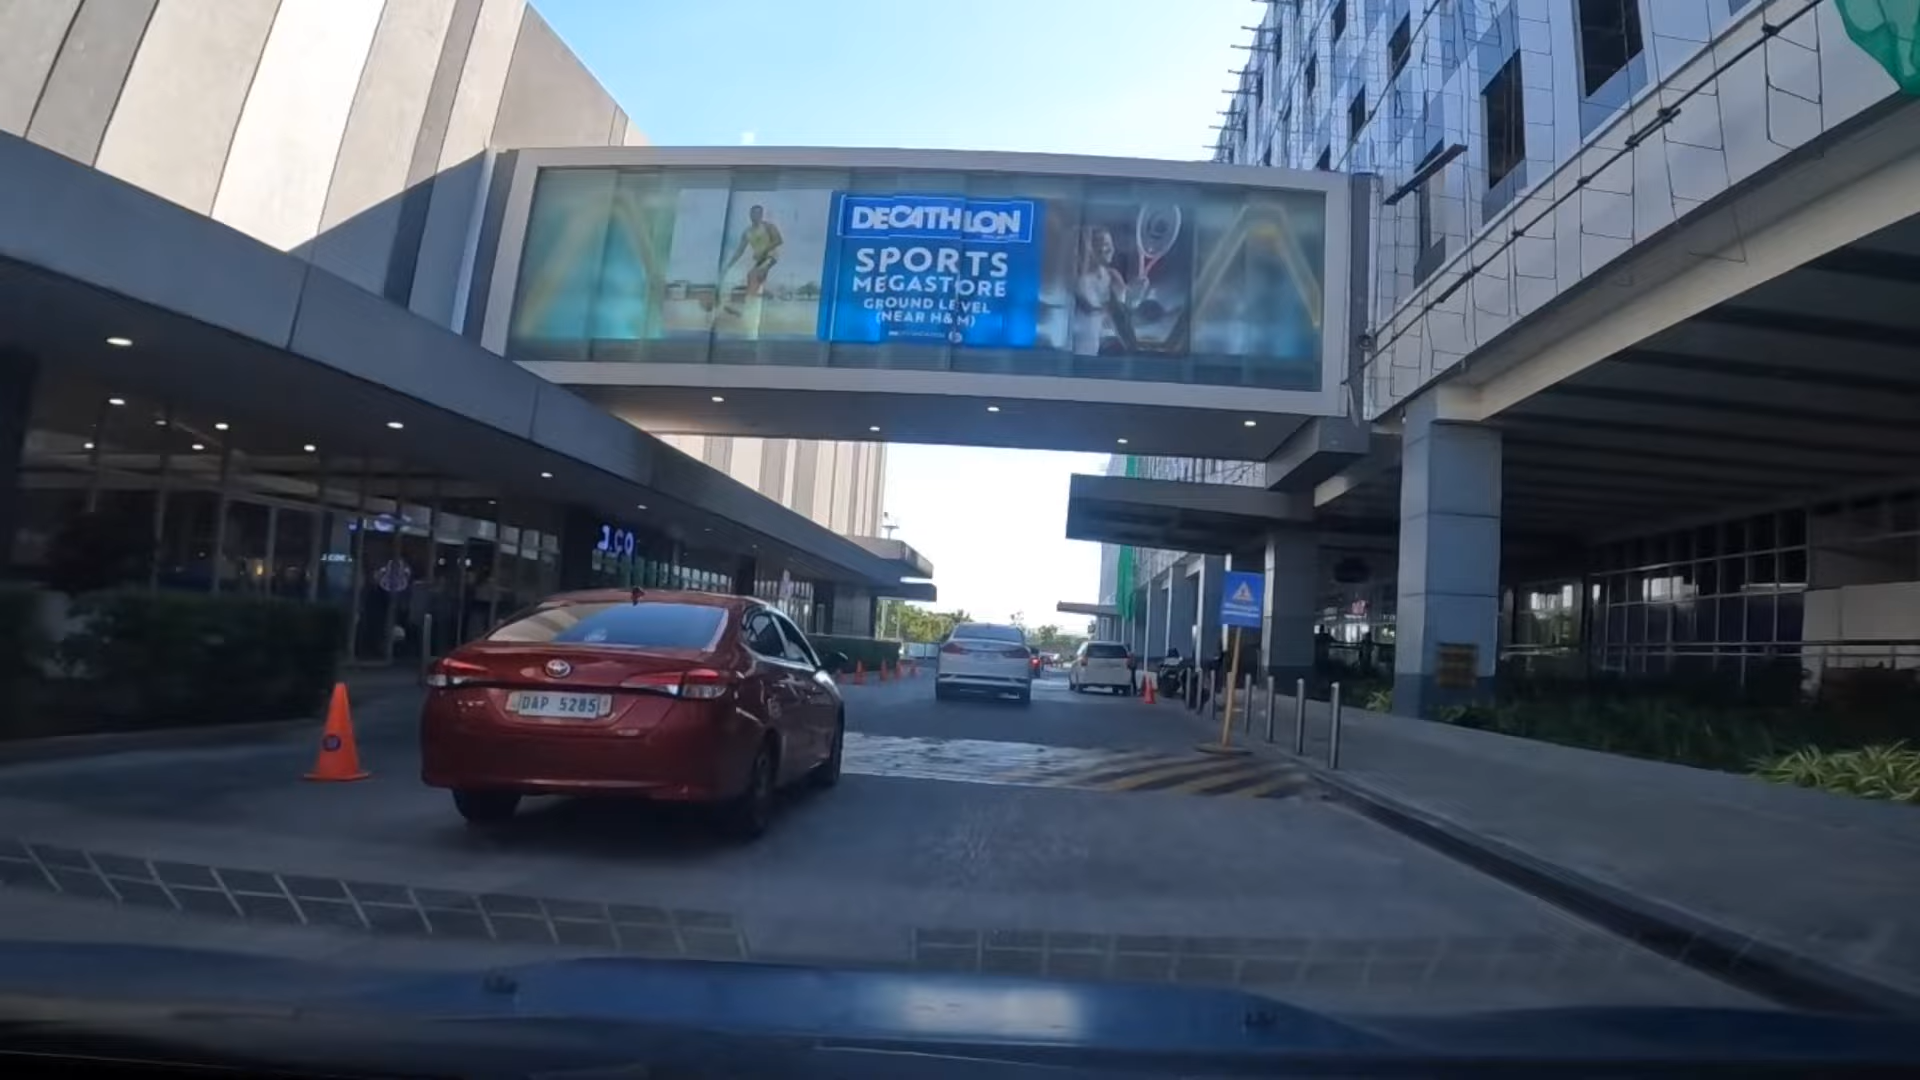 DECATHLON
SPORTS
MEGASTORE
GROUND LEVEL
(NEAR H&M)
J.CO
DAP 5285